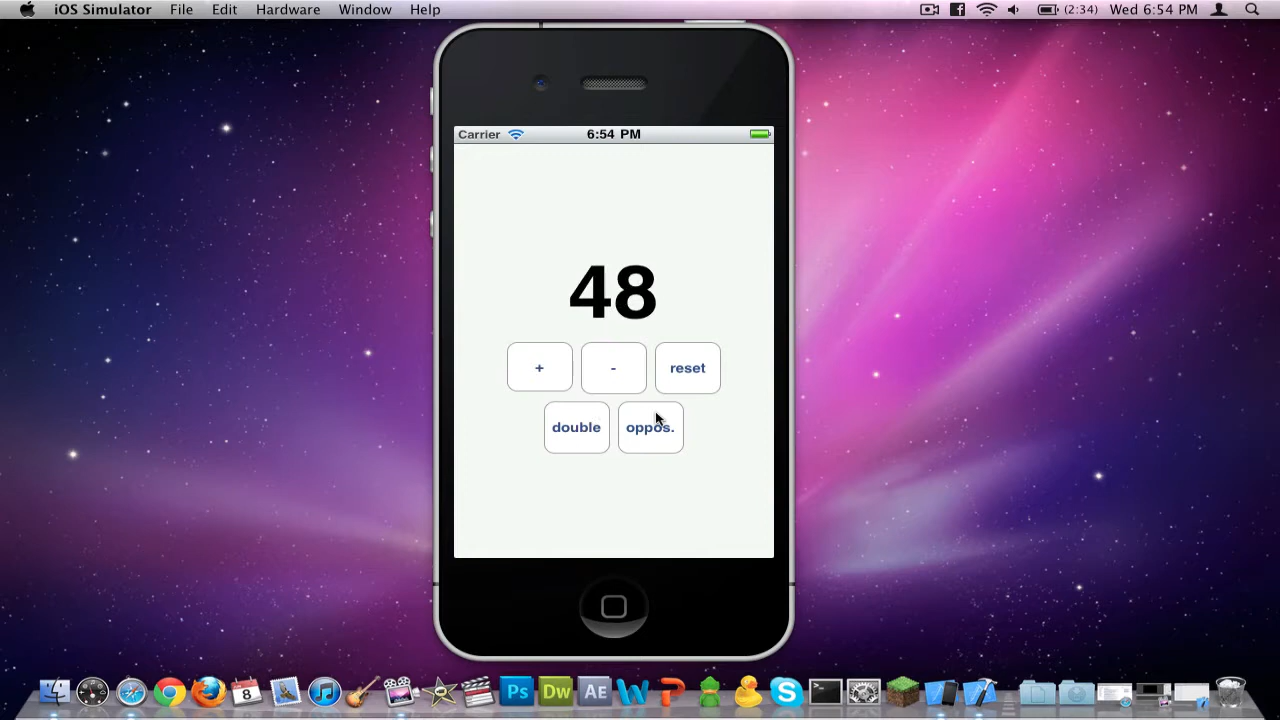 iOS Simulator File Edit Hardware Window Help (2:34) Wed 6:54 PM
Carrier 6:54 PM
48
+ - reset
double oppos.
8 Ps Dw AE